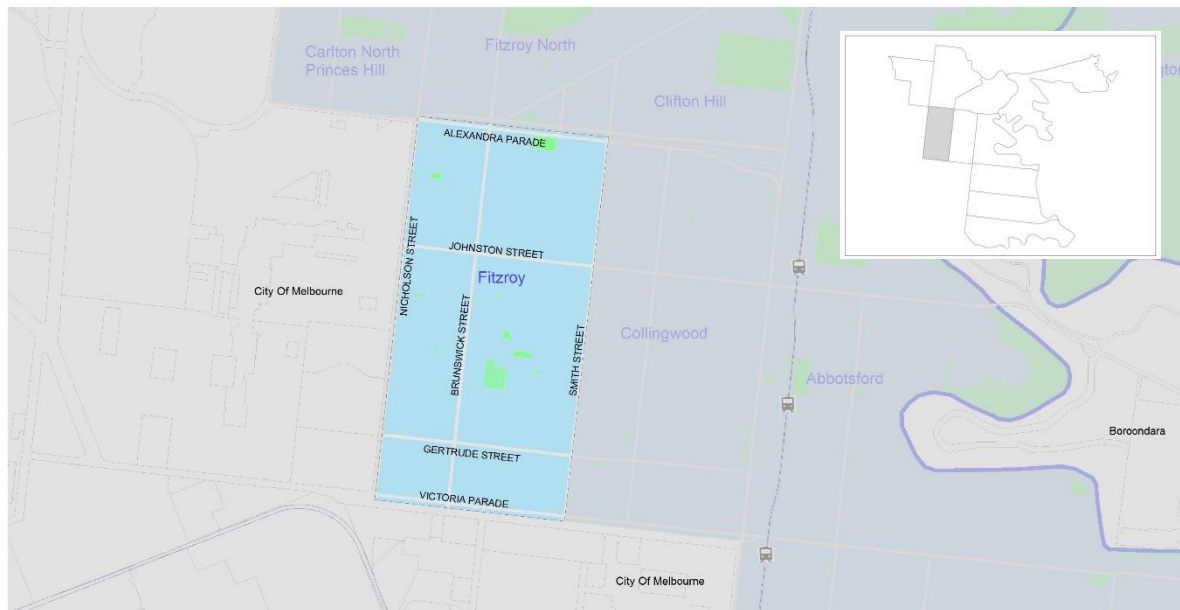 Carlton North
Princes Hill
Fitzroy North
Clifton Hill
ALEXANDRA PARADE
NICHOLSON STREET
JOHNSTON STREET
Fitzroy
City Of Melbourne
BRUNSWICK STREET
SMITH STREET
Collingwood
Abbotsford
Boroondara
GERTRUDE STREET
VICTORIA PARADE
City Of Melbourne